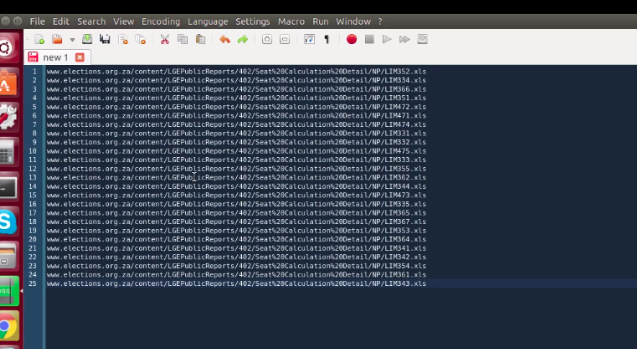 File Edit Search View Encoding Language Settings Macro Run Window ?
new 1
1 www.elections.org.za/content/LGEPublicReports/402/Seat%20Calculation%20Detail/NP/LIM352.xls
2 www.elections.org.za/content/LGEPublicReports/402/Seat%20Calculation%20Detail/NP/LIM334.xls
3 www.elections.org.za/content/LGEPublicReports/402/Seat%20Calculation%20Detail/NP/LIM366.xls
4 www.elections.org.za/content/LGEPublicReports/402/Seat%20Calculation%20Detail/NP/LIM351.xls
5 www.elections.org.za/content/LGEPublicReports/402/Seat%20Calculation%20Detail/NP/LIM472.xls
6 www.elections.org.za/content/LGEPublicReports/402/Seat%20Calculation%20Detail/NP/LIM471.xls
7 www.elections.org.za/content/LGEPublicReports/402/Seat%20Calculation%20Detail/NP/LIM474.xls
8 www.elections.org.za/content/LGEPublicReports/402/Seat%20Calculation%20Detail/NP/LIM331.xls
9 www.elections.org.za/content/LGEPublicReports/402/Seat%20Calculation%20Detail/NP/LIM332.xls
10 www.elections.org.za/content/LGEPublicReports/402/Seat%20Calculation%20Detail/NP/LIM475.xls
11 www.elections.org.za/content/LGEPublicReports/402/Seat%20Calculation%20Detail/NP/LIM333.xls
12 www.elections.org.za/content/LGEPublicReports/402/Seat%20Calculation%20Detail/NP/LIM355.xls
13 www.elections.org.za/content/LGEPublicReports/402/Seat%20Calculation%20Detail/NP/LIM362.xls
14 www.elections.org.za/content/LGEPublicReports/402/Seat%20Calculation%20Detail/NP/LIM344.xls
15 www.elections.org.za/content/LGEPublicReports/402/Seat%20Calculation%20Detail/NP/LIM473.xls
16 www.elections.org.za/content/LGEPublicReports/402/Seat%20Calculation%20Detail/NP/LIM335.xls
17 www.elections.org.za/content/LGEPublicReports/402/Seat%20Calculation%20Detail/NP/LIM365.xls
18 www.elections.org.za/content/LGEPublicReports/402/Seat%20Calculation%20Detail/NP/LIM367.xls
19 www.elections.org.za/content/LGEPublicReports/402/Seat%20Calculation%20Detail/NP/LIM353.xls
20 www.elections.org.za/content/LGEPublicReports/402/Seat%20Calculation%20Detail/NP/LIM364.xls
21 www.elections.org.za/content/LGEPublicReports/402/Seat%20Calculation%20Detail/NP/LIM341.xls
22 www.elections.org.za/content/LGEPublicReports/402/Seat%20Calculation%20Detail/NP/LIM342.xls
23 www.elections.org.za/content/LGEPublicReports/402/Seat%20Calculation%20Detail/NP/LIM354.xls
24 www.elections.org.za/content/LGEPublicReports/402/Seat%20Calculation%20Detail/NP/LIM361.xls
25 www.elections.org.za/content/LGEPublicReports/402/Seat%20Calculation%20Detail/NP/LIM343.xls